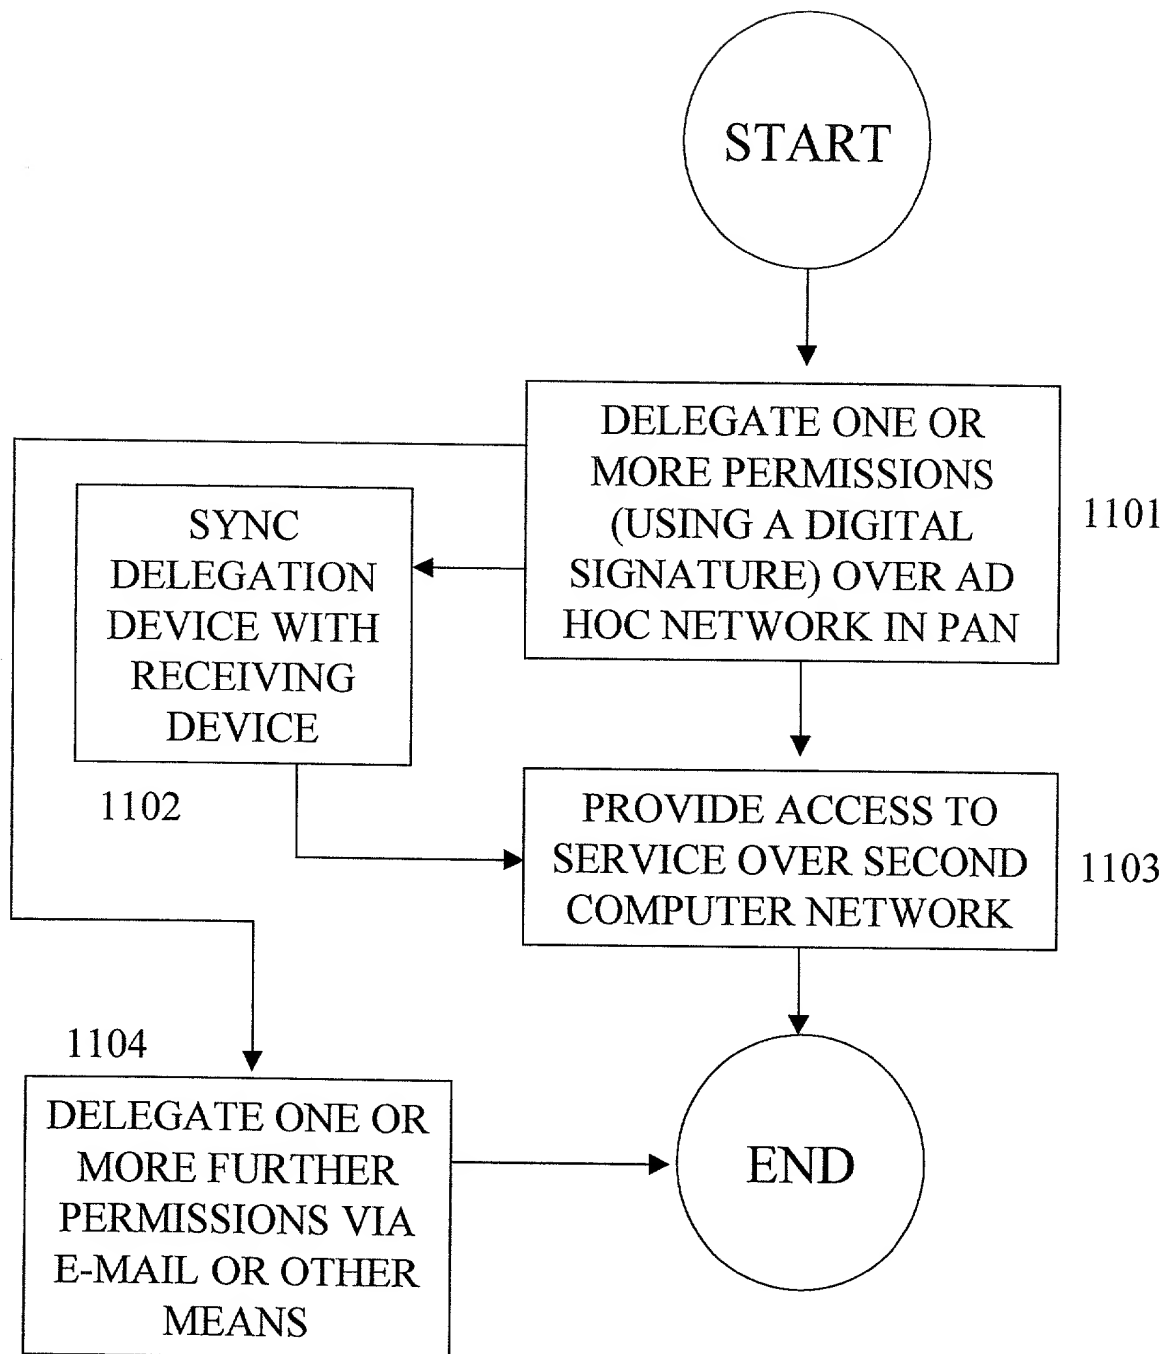 START
DELEGATE ONE OR
MORE PERMISSIONS
(USING A DIGITAL
SIGNATURE) OVER AD
HOC NETWORK IN PAN
1101
SYNC
DELEGATION
DEVICE WITH
RECEIVING
DEVICE
1102
PROVIDE ACCESS TO
SERVICE OVER SECOND
COMPUTER NETWORK
1103
1104
DELEGATE ONE OR
MORE FURTHER
PERMISSIONS VIA
E-MAIL OR OTHER
MEANS
END